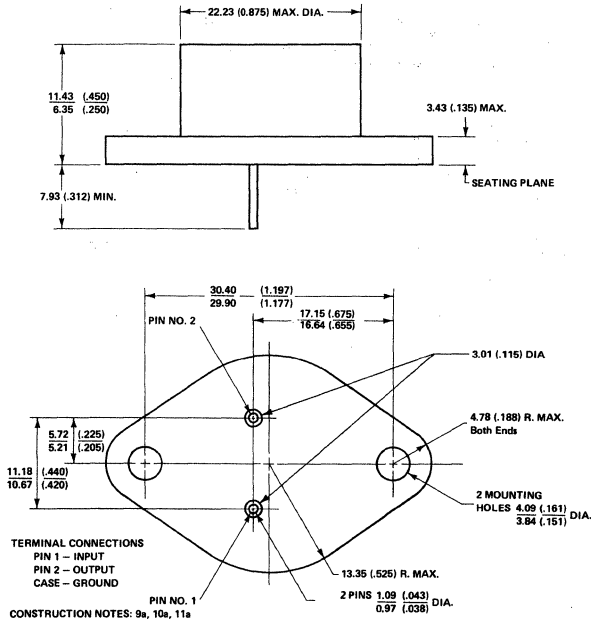 22.23 (0.875) MAX. DIA.
11.43 (.450)
6.35 (.250)
3.43 (.135) MAX.
7.93 (.312) MIN.
SEATING PLANE
30.40 (1.197)
29.90 (1.177)
17.15 (.675)
16.64 (.655)
PIN NO. 2
3.01 (.115) DIA
4.78 (.188) R. MAX.
Both Ends
5.72 (.225)
5.21 (.205)
11.18 (.440)
10.67 (.420)
2 MOUNTING
HOLES 4.09 (.161) DIA.
3.84 (.151)
TERMINAL CONNECTIONS
PIN 1 – INPUT
PIN 2 – OUTPUT
CASE – GROUND
13.35 (.525) R. MAX.
PIN NO. 1
2 PINS 1.09 (.043) DIA.
0.97 (.038)
CONSTRUCTION NOTES: 9a, 10a, 11a